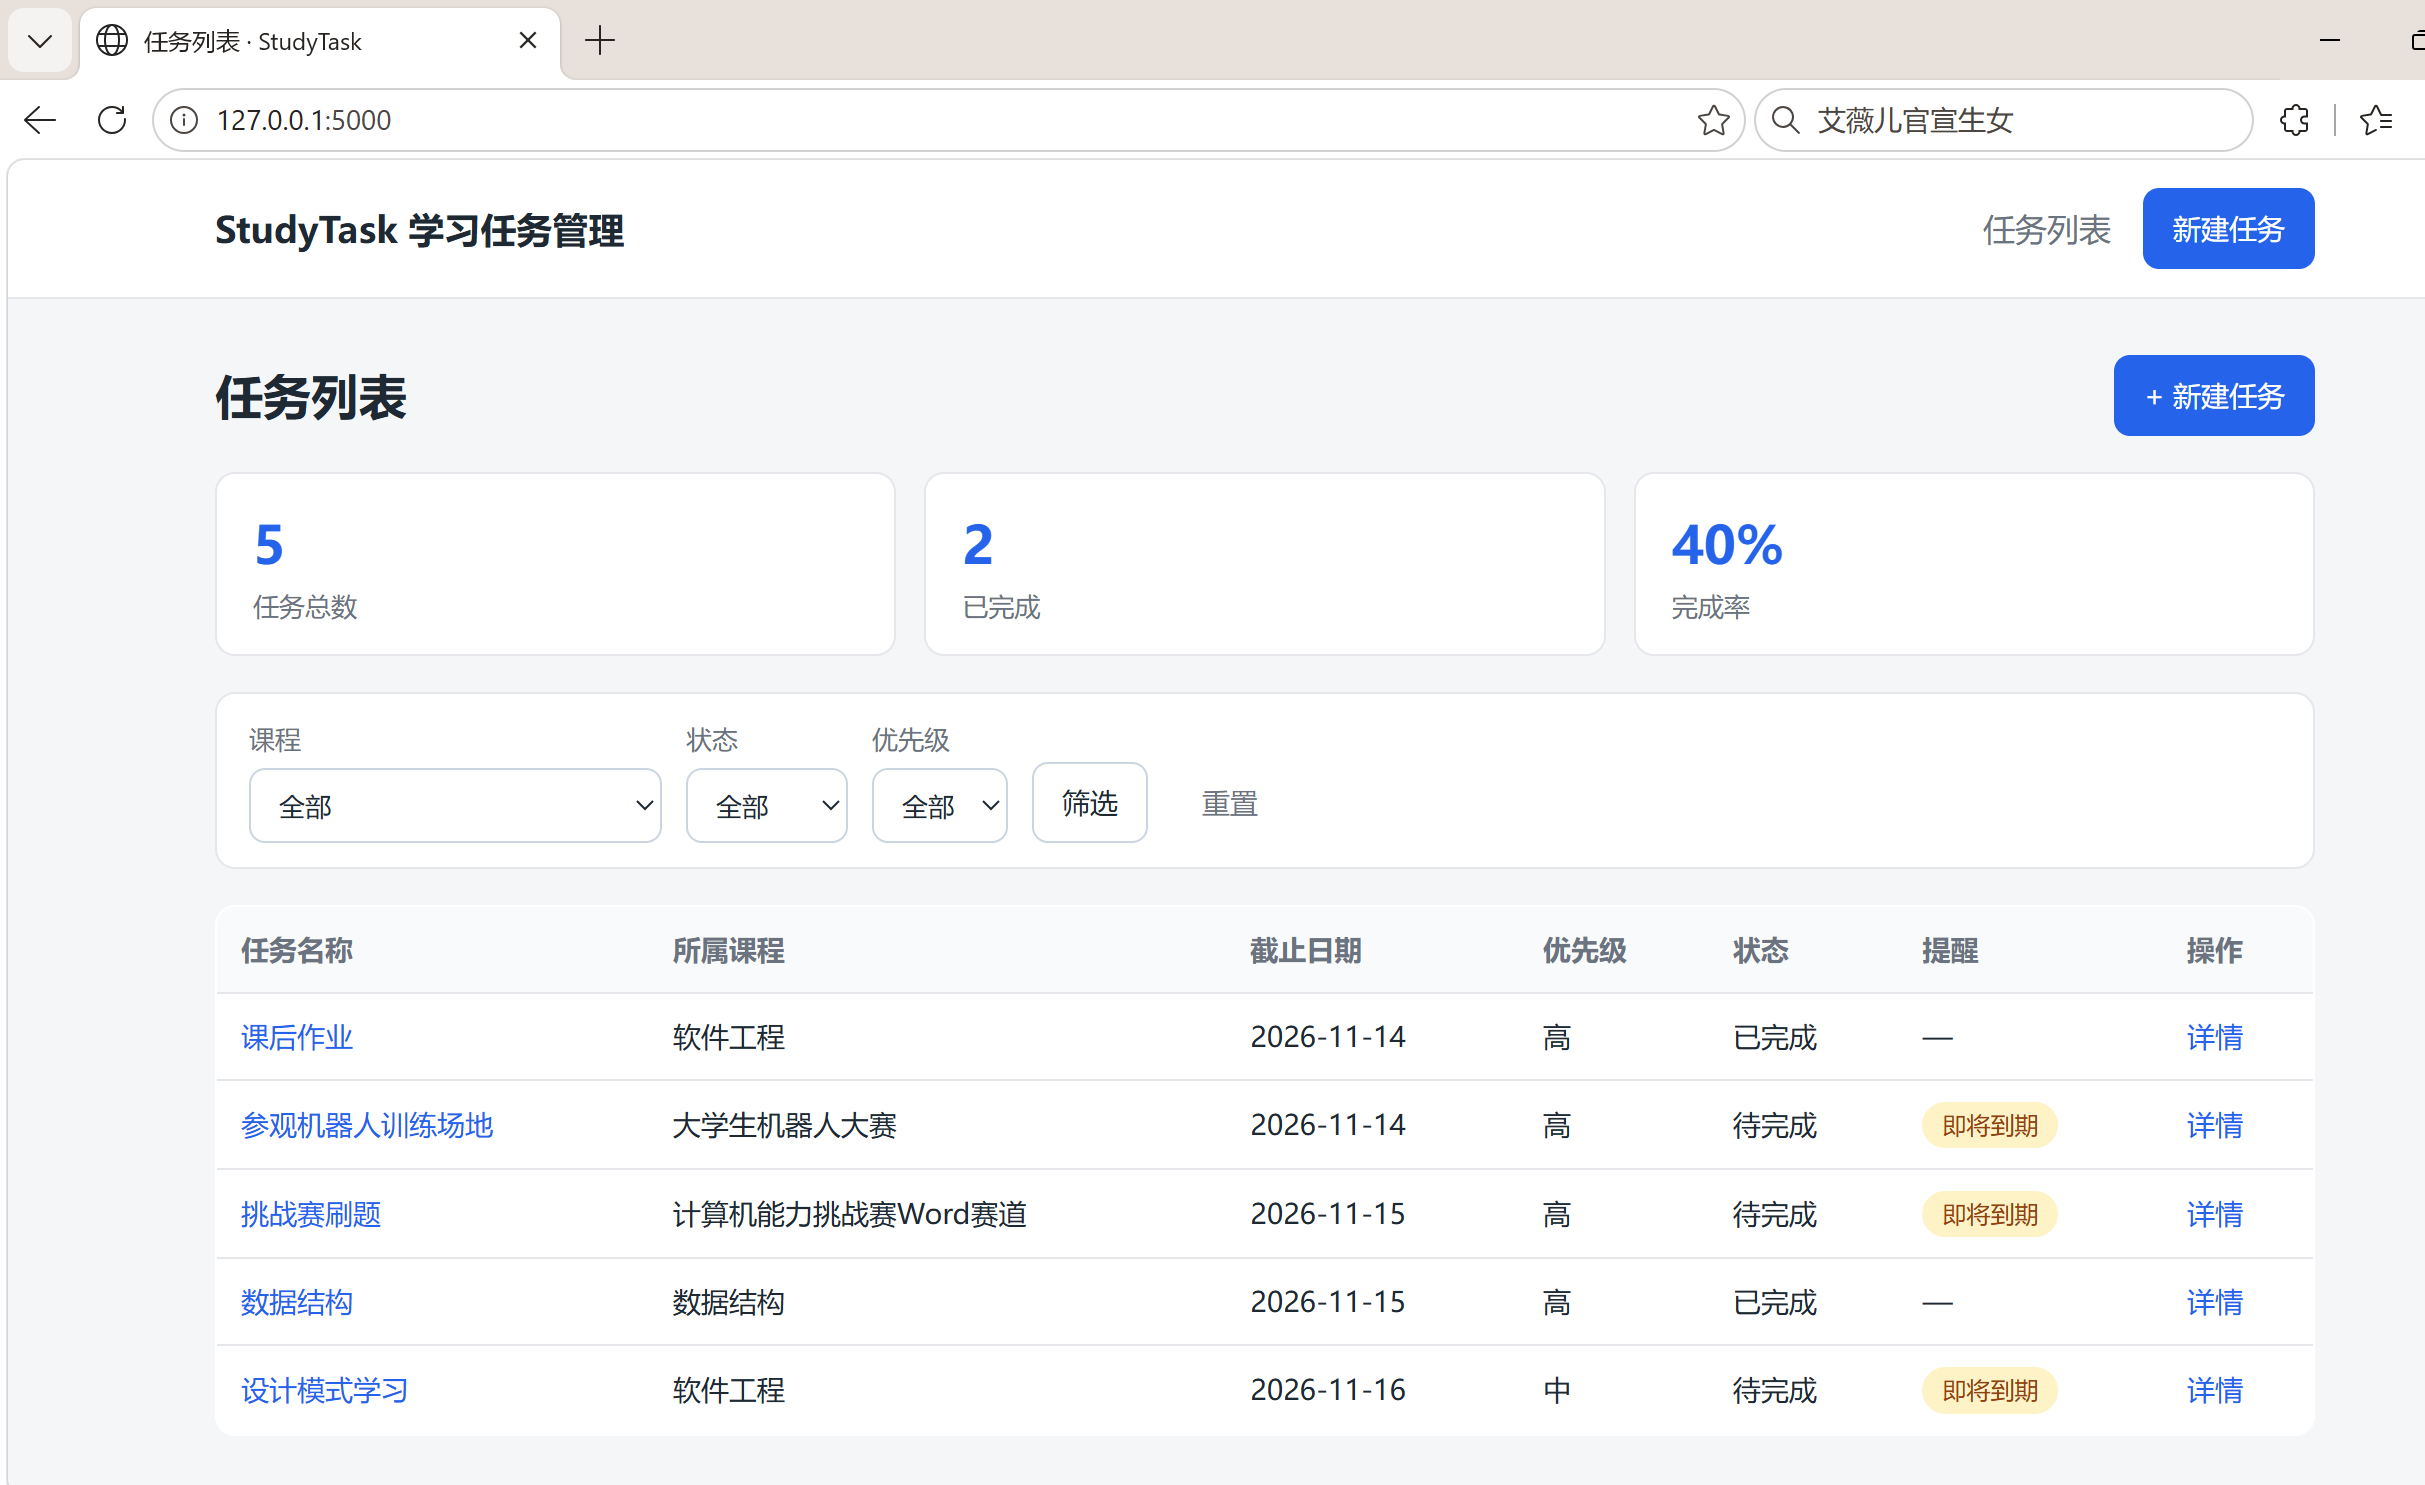 任务列表 · StudyTask
127.0.0.1:5000
艾薇儿官宣生女
StudyTask 学习任务管理
任务列表
新建任务
任务列表
+ 新建任务
5
任务总数
2
已完成
40%
完成率
课程
状态
优先级
全部
全部
全部
筛选
重置
任务名称 所属课程 截止日期 优先级 状态 提醒 操作
课后作业 软件工程 2026-11-14 高 已完成 — 详情
参观机器人训练场地 大学生机器人大赛 2026-11-14 高 待完成 即将到期 详情
挑战赛刷题 计算机能力挑战赛Word赛道 2026-11-15 高 待完成 即将到期 详情
数据结构 数据结构 2026-11-15 高 已完成 — 详情
设计模式学习 软件工程 2026-11-16 中 待完成 即将到期 详情